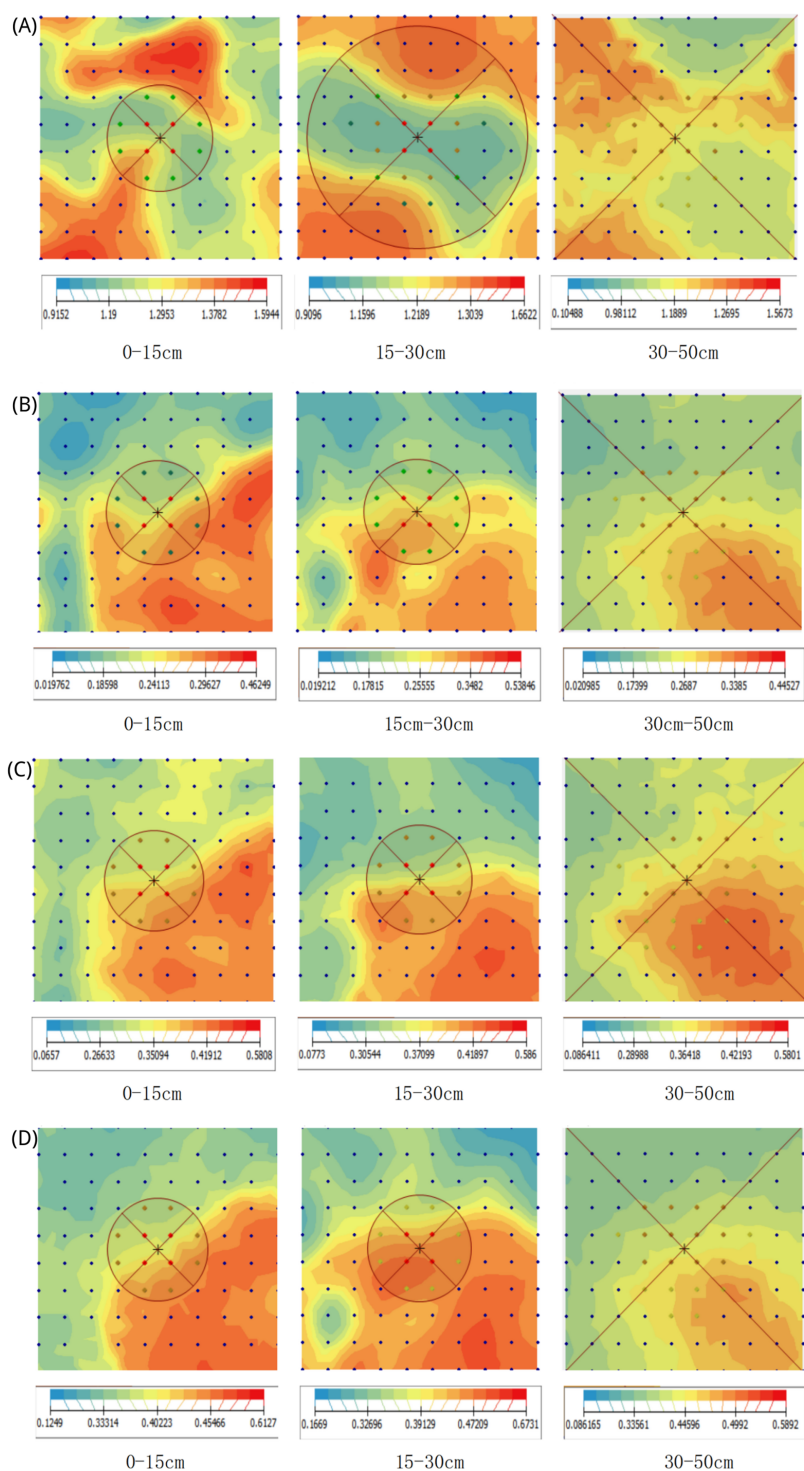 (A)
0.9152 1.19 1.2953 1.3782 1.5944
0.9096 1.1596 1.2189 1.3039 1.6622
0.10488 0.98112 1.1889 1.2695 1.5673
0-15cm 15-30cm 30-50cm
(B)
0.019762 0.18598 0.24113 0.29627 0.46249
0.019212 0.17815 0.25555 0.3482 0.53846
0.020985 0.17399 0.2687 0.3385 0.44527
0-15cm 15cm-30cm 30cm-50cm
(C)
0.0657 0.26633 0.35094 0.41912 0.5808
0.0773 0.30544 0.37099 0.41897 0.586
0.086411 0.28988 0.36418 0.42193 0.5801
0-15cm 15-30cm 30-50cm
(D)
0.1249 0.33314 0.40223 0.45466 0.6127
0.1669 0.32696 0.39129 0.47209 0.6731
0.086165 0.33561 0.44596 0.4992 0.5892
0-15cm 15-30cm 30-50cm